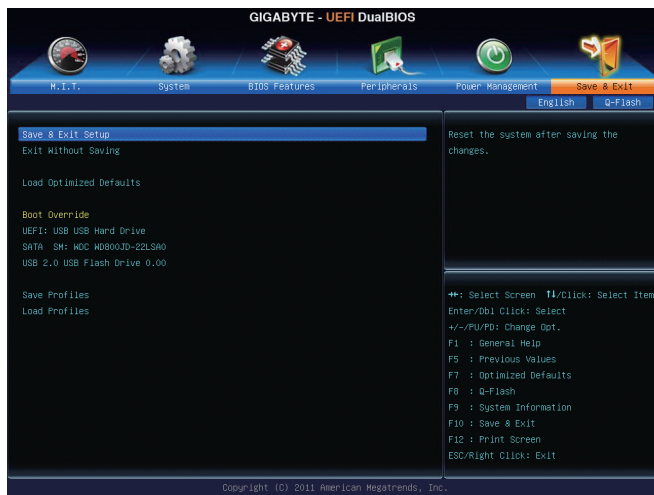 GIGABYTE - UEFI DualBIOS
M.I.T. System BIOS Features Peripherals Power Management Save & Exit
English Q-Flash
Save & Exit Setup
Exit Without Saving
Load Optimized Defaults
Boot Override
UEFI: USB USB Hard Drive
SATA SM: WDC WD800JD-22LSA0
USB 2.0 USB Flash Drive 0.00
Save Profiles
Load Profiles
Reset the system after saving the
changes.
→←: Select Screen ↑↓/Click: Select Item
Enter/Dbl Click: Select
+/-/PU/PD: Change Opt.
F1 : General Help
F5 : Previous Values
F7 : Optimized Defaults
F8 : Q-Flash
F9 : System Information
F10 : Save & Exit
F12 : Print Screen
ESC/Right Click: Exit
Copyright (C) 2011 American Megatrends, Inc.